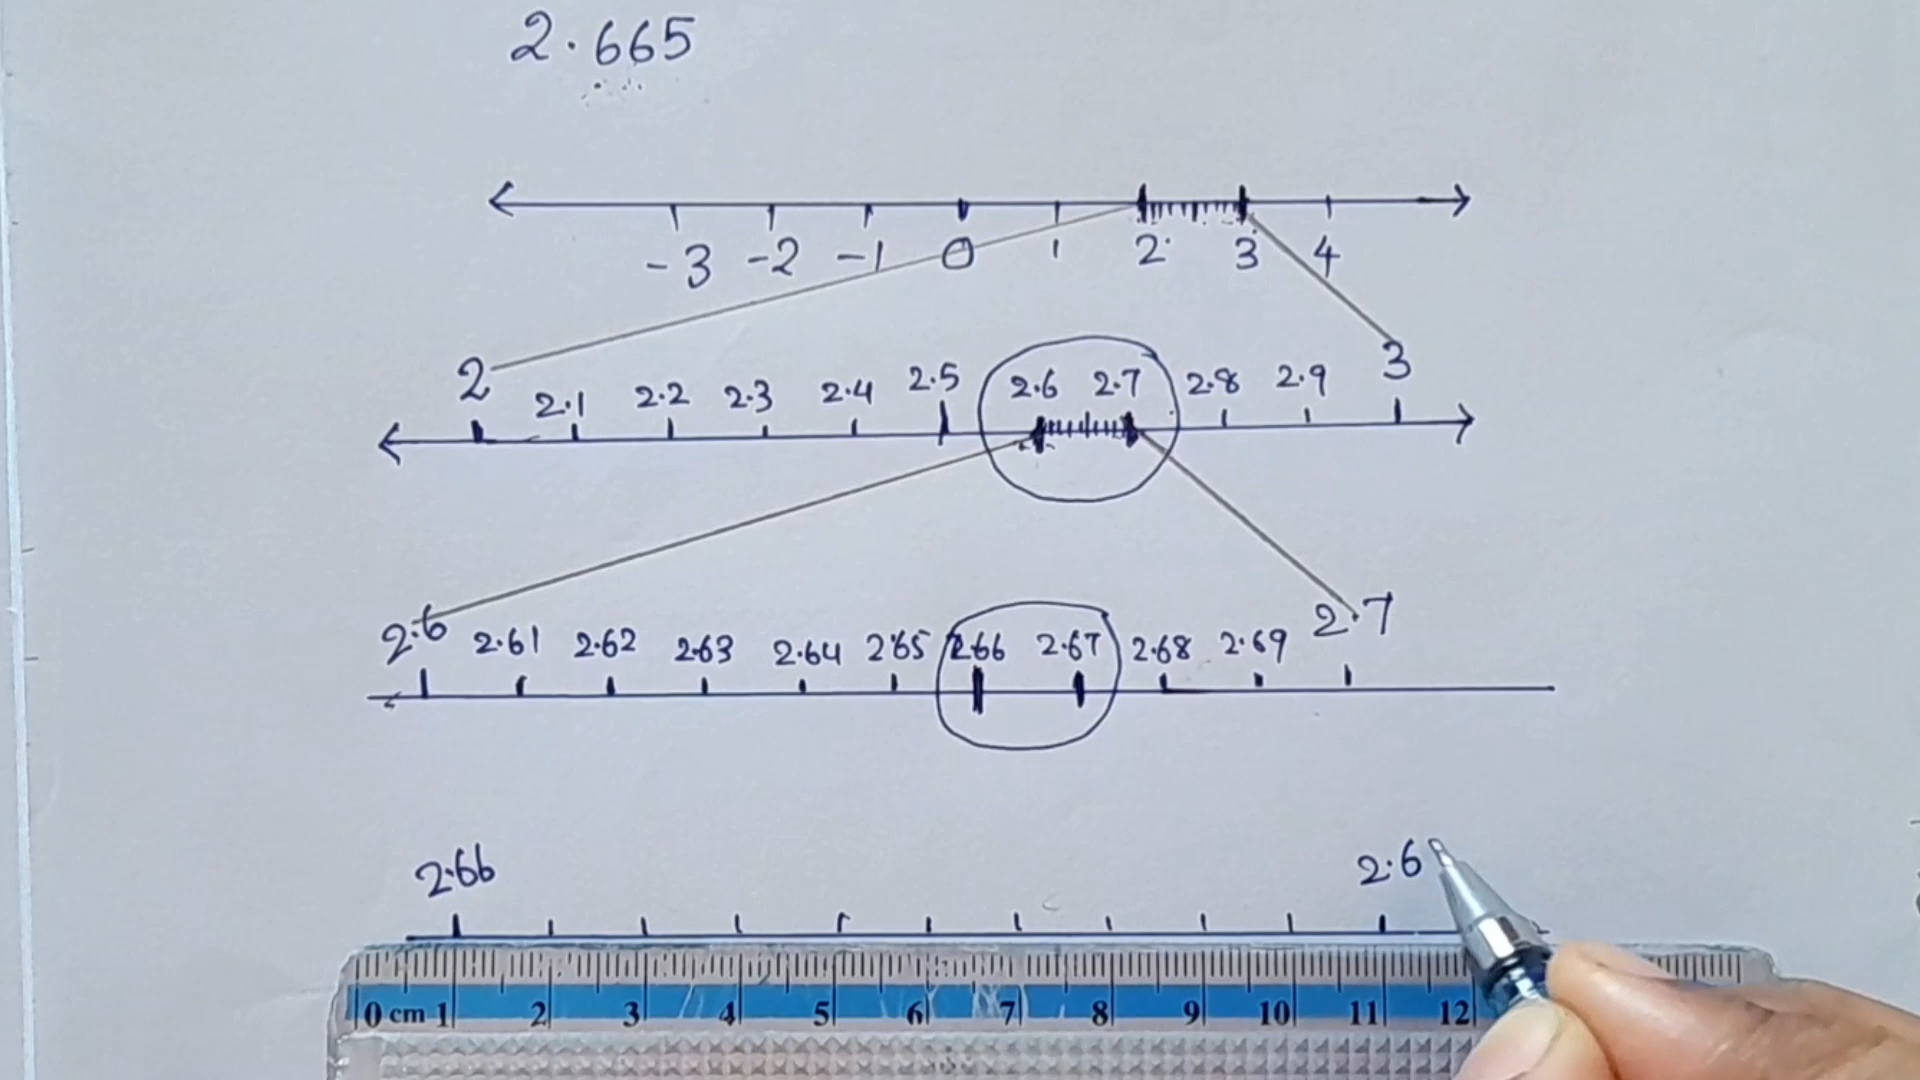 2.665
-3 -2 -1 0 1 2 3 4
2 2.1 2.2 2.3 2.4 2.5 2.6 2.7 2.8 2.9 3
2.6 2.61 2.62 2.63 2.64 2.65 2.66 2.67 2.68 2.69 2.7
2.66 2.6
0 cm 1 2 3 4 5 6 7 8 9 10 11 12